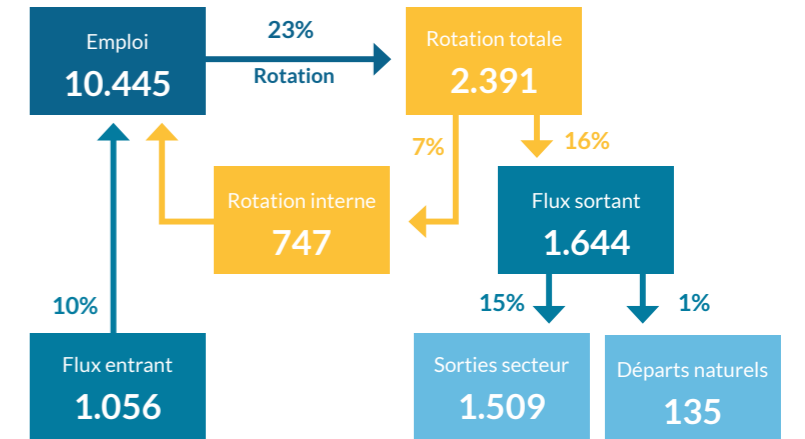 Emploi
10.445
23%
Rotation
Rotation totale
2.391
7%
16%
Rotation interne
747
Flux sortant
1.644
10%
15%
1%
Flux entrant
1.056
Sorties secteur
1.509
Départs naturels
135